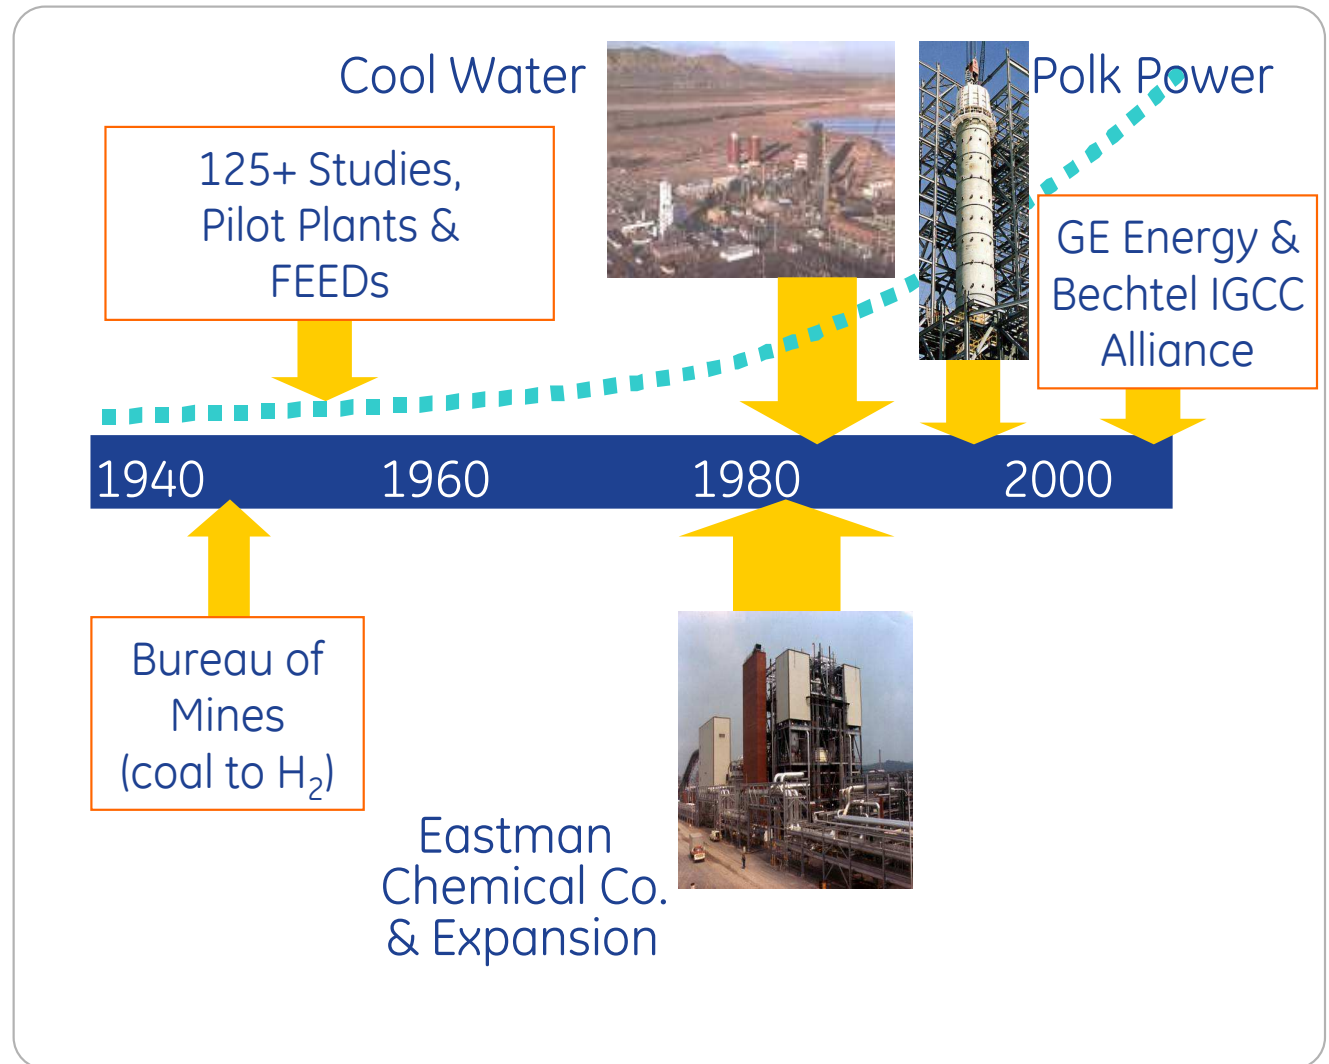 Cool Water
Polk Power
125+ Studies,
Pilot Plants &
FEEDs
GE Energy &
Bechtel IGCC
Alliance
1940 1960 1980 2000
Bureau of
Mines
(coal to H₂)
Eastman
Chemical Co.
& Expansion